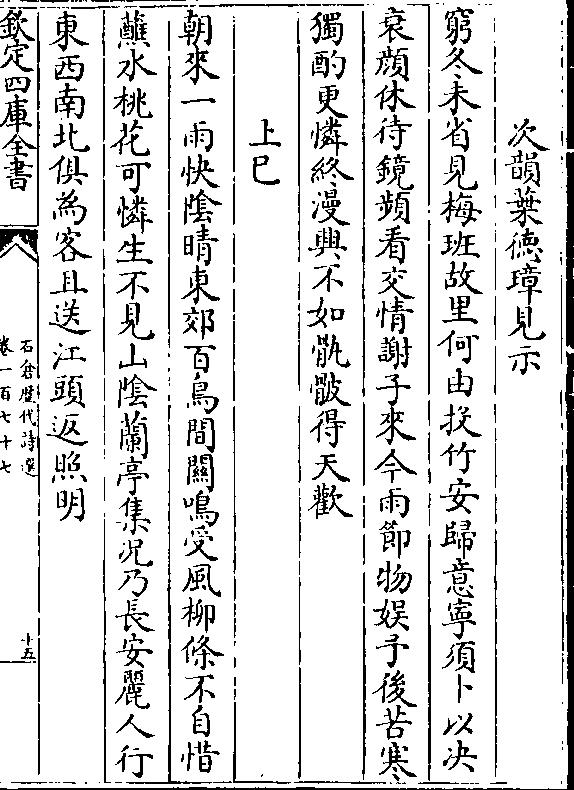 次韻葉德璋見示
窮冬未省見梅班故里何由投竹安歸意寧須卜以决
衰顔休待鏡頻看交情謝子來今雨節物娱予後苦寒
獨酌更憐終漫興不如骫骳得天歡
上巳
朝來一雨快陰晴東郊百鳥間關鳴受風柳條不自惜
蘸水桃花可憐生不見山陰蘭亭集况乃長安麗人行
東西南北俱為客且送江頭返照明
欽定四庫全書
石倉歴代詩選
卷一百七十七
十五